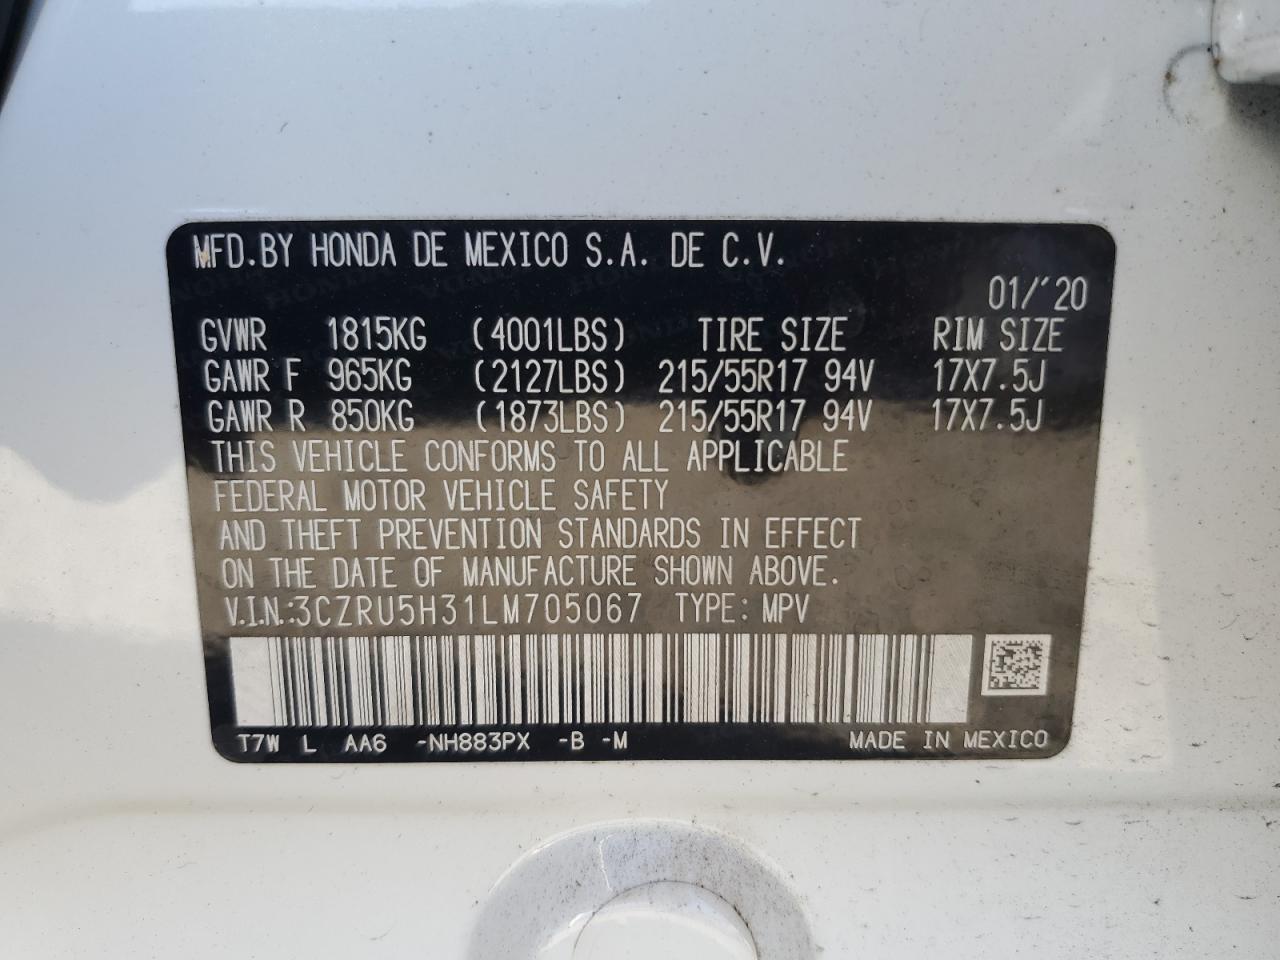 MFD.BY HONDA DE MEXICO S.A. DE C.V.
01/'20
GVWR 1815KG (4001LBS) TIRE SIZE RIM SIZE
GAWR F 965KG (2127LBS) 215/55R17 94V 17X7.5J
GAWR R 850KG (1873LBS) 215/55R17 94V 17X7.5J
THIS VEHICLE CONFORMS TO ALL APPLICABLE
FEDERAL MOTOR VEHICLE SAFETY
AND THEFT PREVENTION STANDARDS IN EFFECT
ON THE DATE OF MANUFACTURE SHOWN ABOVE.
V.I.N.:3CZRU5H31LM705067 TYPE: MPV
T7W L AA6 -NH883PX -B -M MADE IN MEXICO